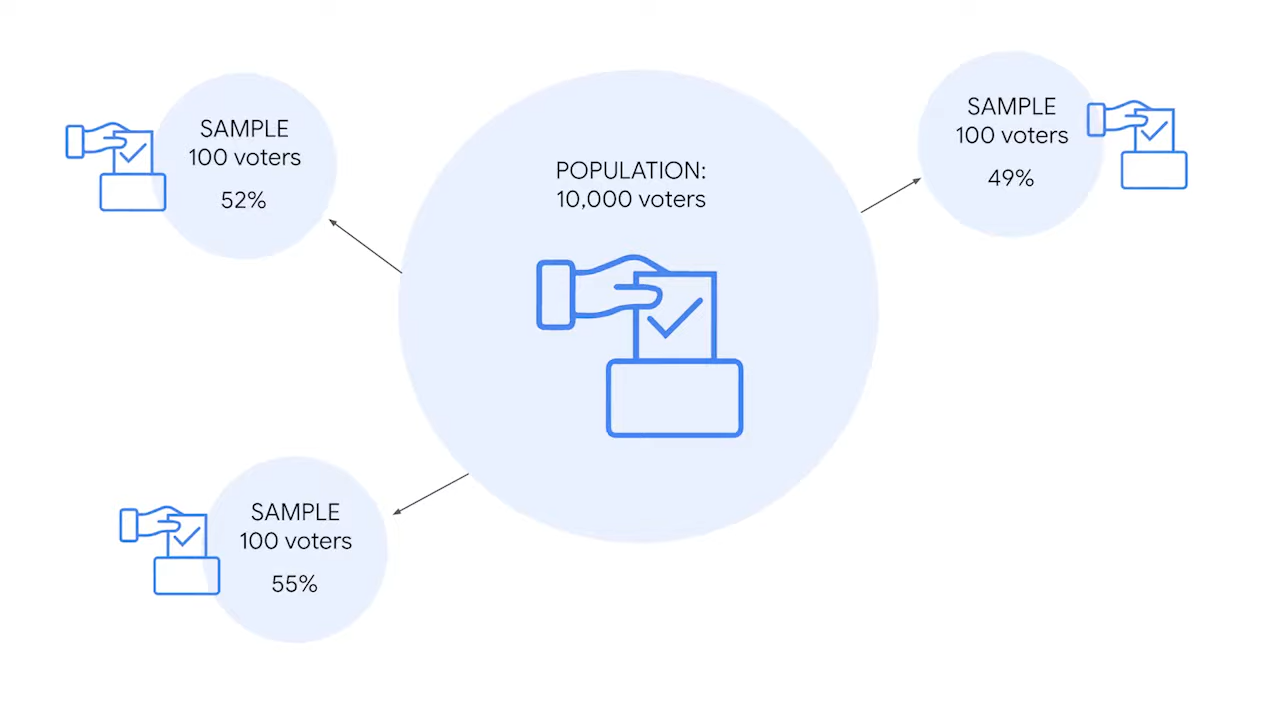 SAMPLE
100 voters
52%
POPULATION:
10,000 voters
SAMPLE
100 voters
49%
SAMPLE
100 voters
55%